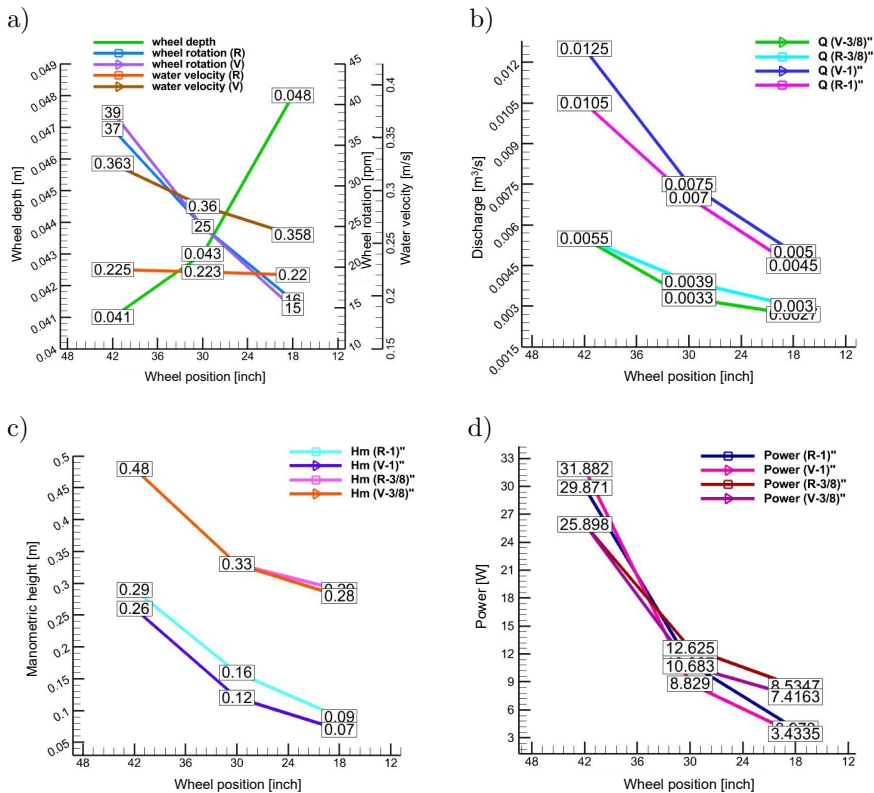 a)
wheel depth
wheel rotation (R)
wheel rotation (V)
water velocity (R)
water velocity (V)
0.049
0.048
0.047
0.046
0.045
0.044
0.043
0.042
0.041
0.04
Wheel depth [m]
39
37
0.363
0.225
0.041
0.36
25
0.043
0.223
0.048
0.358
0.22
16
15
45
40
35
30
25
20
15
10
Wheel rotation [rpm]
0.4
0.35
0.3
0.25
0.2
0.15
Water velocity [m/s]
48 42 36 30 24 18 12
Wheel position [inch]
b)
Q (V-3/8)"
Q (R-3/8)"
Q (V-1)"
Q (R-1)"
0.012
0.0105
0.009
0.0075
0.006
0.0045
0.003
0.0015
Discharge [m³/s]
0.0125
0.0105
0.0055
0.0075
0.007
0.0039
0.0033
0.005
0.0045
0.003
0.0027
48 42 36 30 24 18 12
Wheel position [inch]
c)
Hm (R-1)"
Hm (V-1)"
Hm (R-3/8)"
Hm (V-3/8)"
0.5
0.45
0.4
0.35
0.3
0.25
0.2
0.15
0.1
0.05
Manometric height [m]
0.48
0.29
0.26
0.33
0.16
0.12
0.29
0.28
0.09
0.07
48 42 36 30 24 18 12
Wheel position [inch]
d)
Power (R-1)"
Power (V-1)"
Power (R-3/8)"
Power (V-3/8)"
33
30
27
24
21
18
15
12
9
6
3
Power [W]
31.882
29.871
25.898
12.625
10.683
8.829
8.5347
7.4163
3.4335
48 42 36 30 24 18 12
Wheel position [inch]